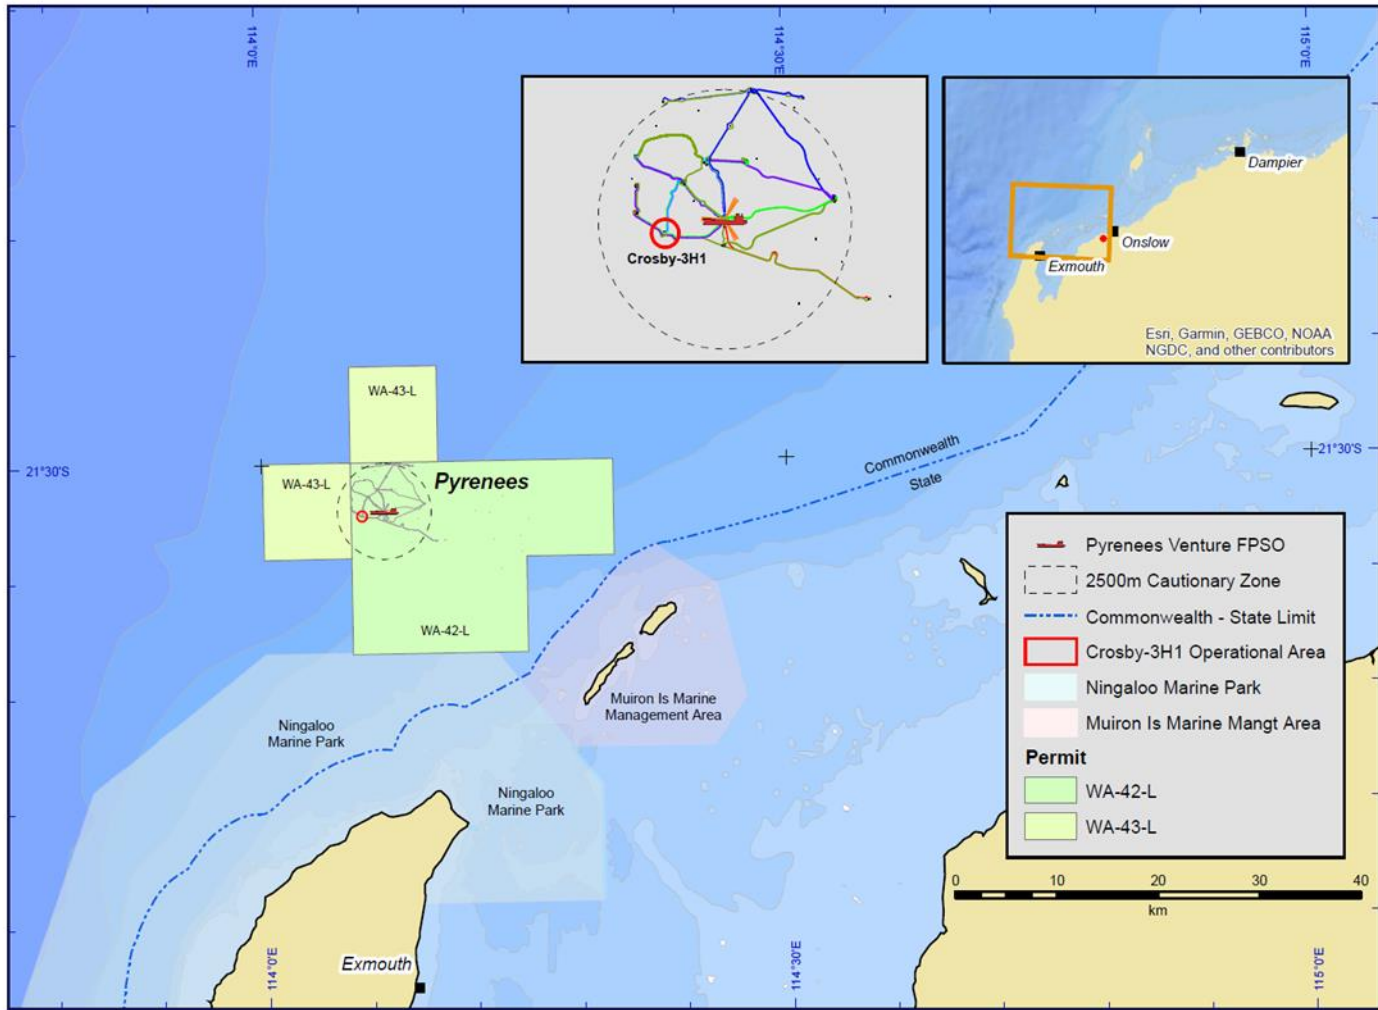 114°0'E
114°30'E
115°0'E
Crosby-3H1
Dampier
Onslow
Exmouth
Esri, Garmin, GEBCO, NOAA
NGDC, and other contributors
WA-43-L
Commonwealth
State
21°30'S
21°30'S
WA-43-L
Pyrenees
WA-42-L
Muiron Is Marine
Management Area
Ningaloo
Marine Park
Ningaloo
Marine Park
Exmouth
Pyrenees Venture FPSO
2500m Cautionary Zone
Commonwealth - State Limit
Crosby-3H1 Operational Area
Ningaloo Marine Park
Muiron Is Marine Mangt Area
Permit
WA-42-L
WA-43-L
0 10 20 30 40
km
114°0'E
114°30'E
115°0'E